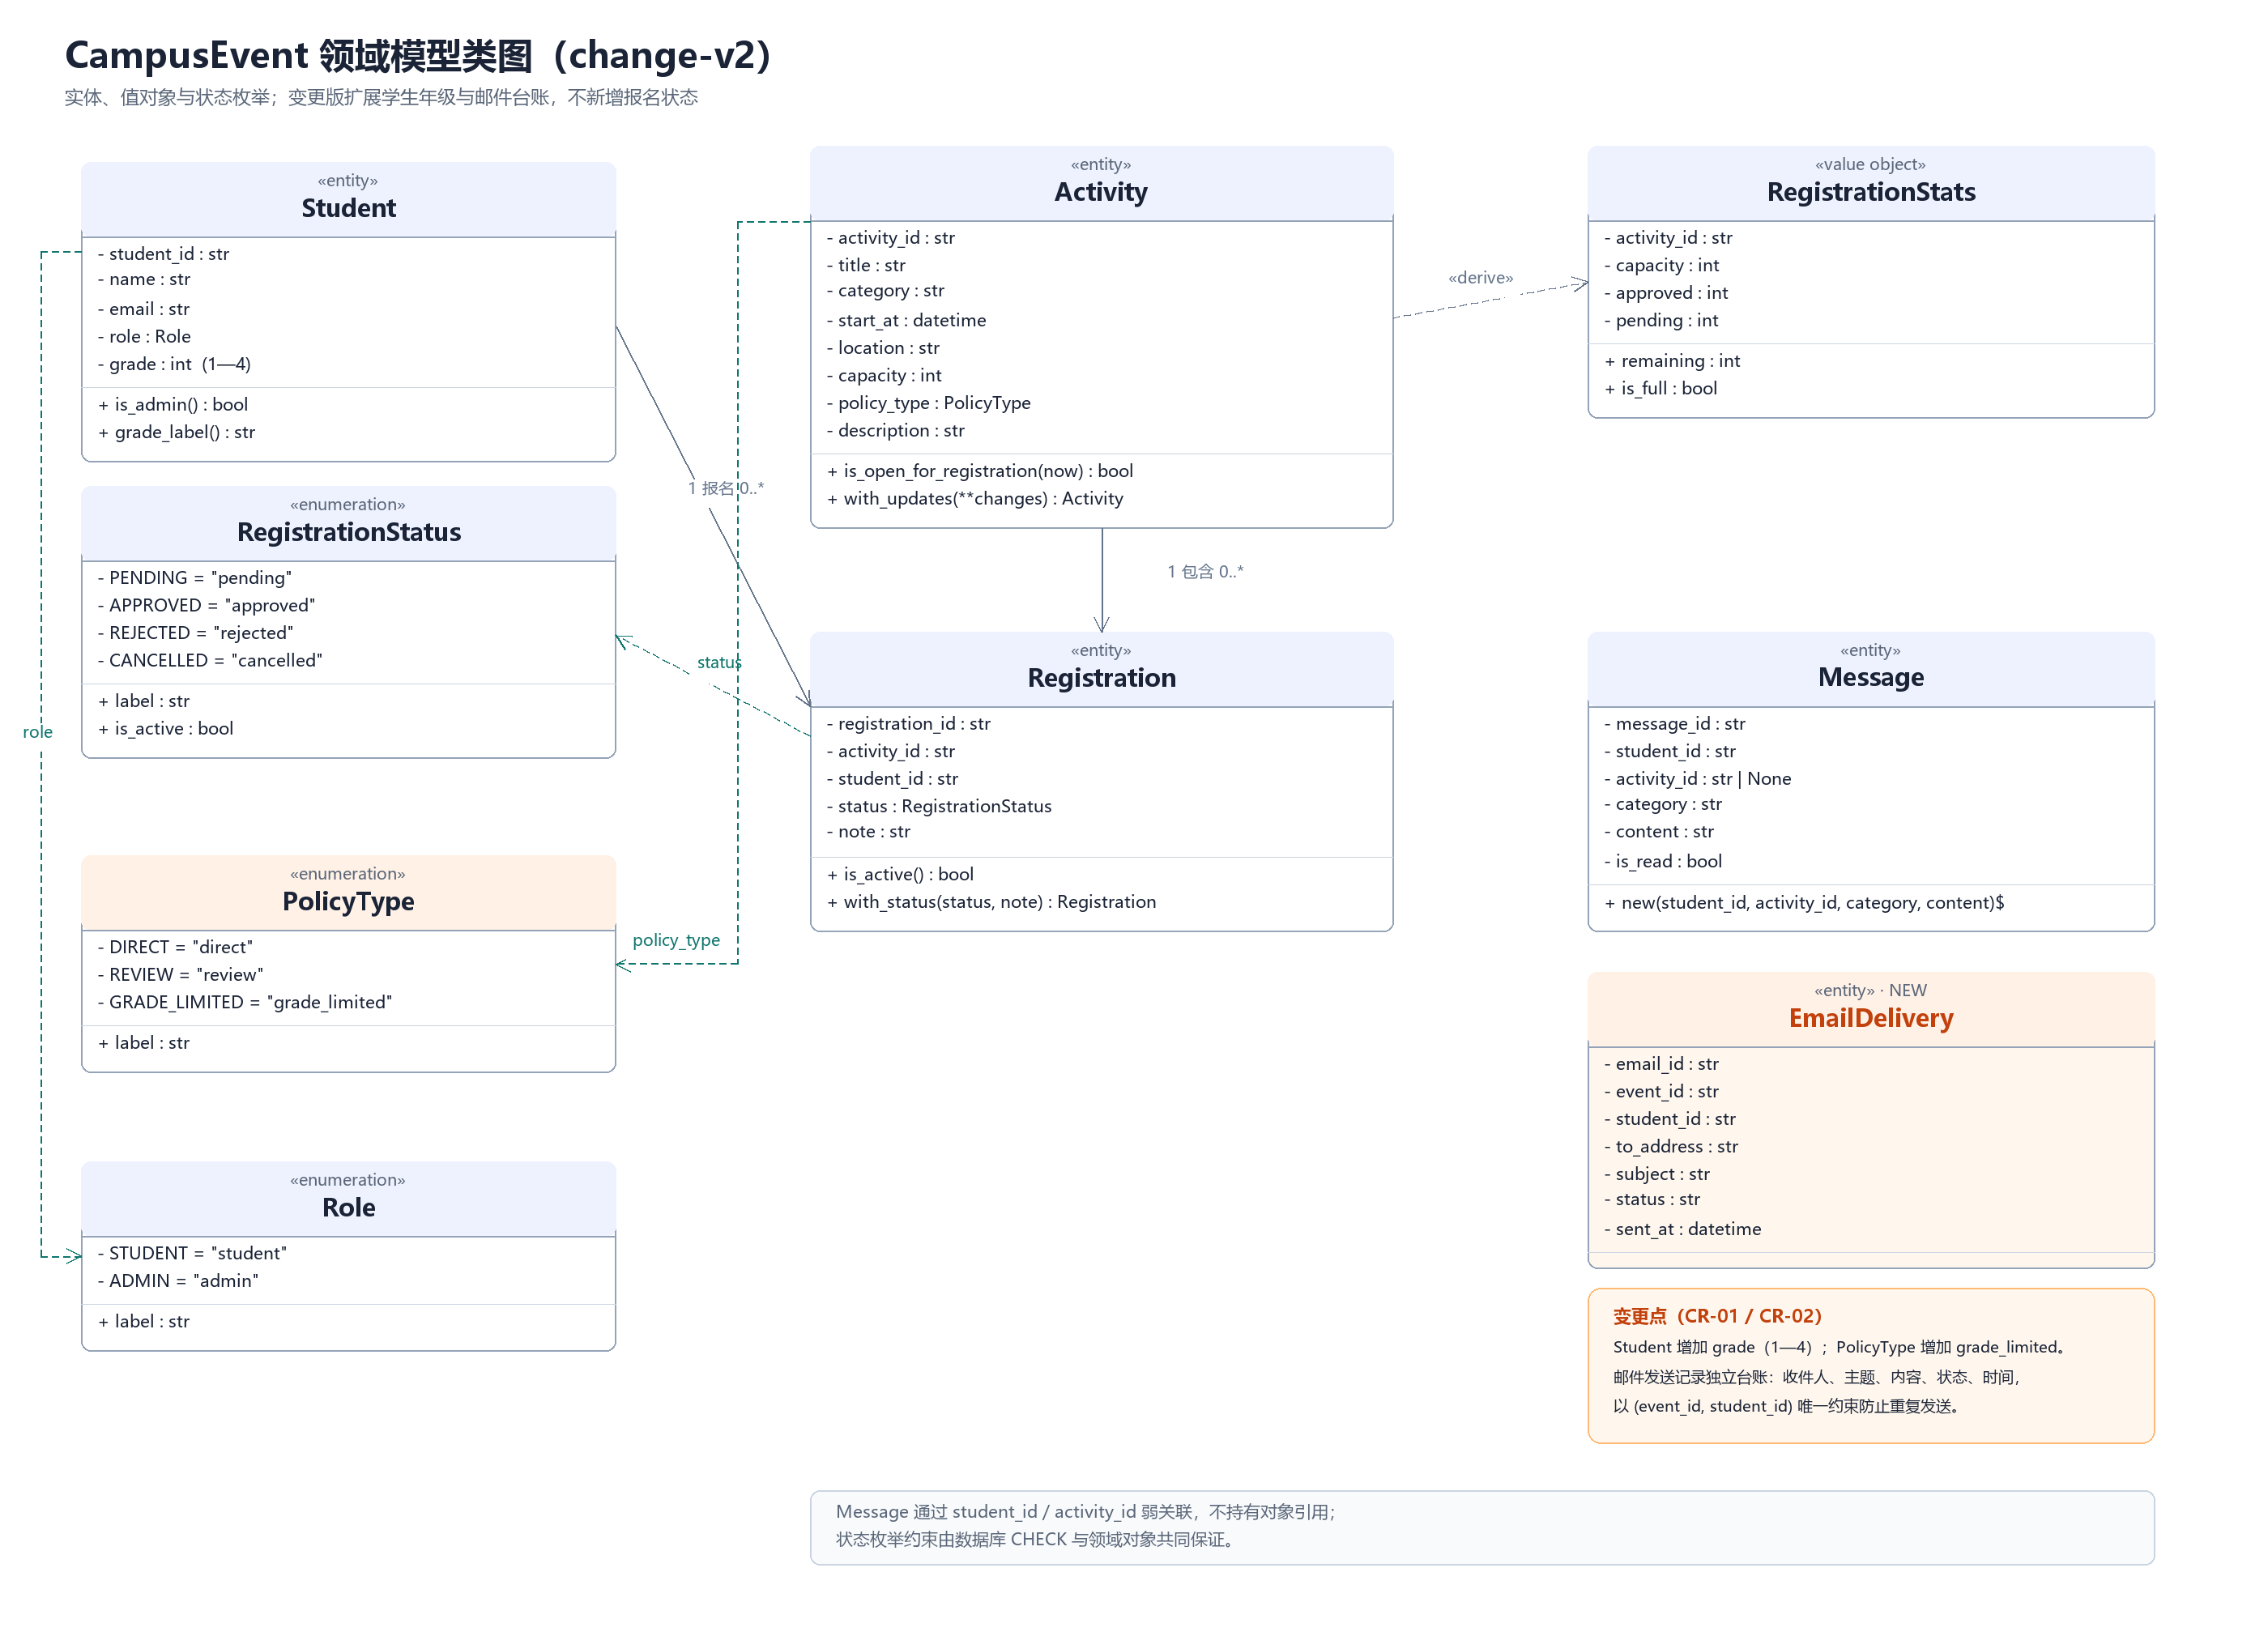 CampusEvent 领域模型类图（change-v2）
实体、值对象与状态枚举；变更版扩展学生年级与邮件台账，不新增报名状态
«entity»
Student
- student_id : str
- name : str
- email : str
- role : Role
- grade : int  (1—4)
+ is_admin() : bool
+ grade_label() : str
«enumeration»
RegistrationStatus
- PENDING = "pending"
- APPROVED = "approved"
- REJECTED = "rejected"
- CANCELLED = "cancelled"
+ label : str
+ is_active : bool
role
«enumeration»
PolicyType
- DIRECT = "direct"
- REVIEW = "review"
- GRADE_LIMITED = "grade_limited"
+ label : str
«enumeration»
Role
- STUDENT = "student"
- ADMIN = "admin"
+ label : str
1 报名 0..*
status
policy_type
«entity»
Activity
- activity_id : str
- title : str
- category : str
- start_at : datetime
- location : str
- capacity : int
- policy_type : PolicyType
- description : str
+ is_open_for_registration(now) : bool
+ with_updates(**changes) : Activity
1 包含 0..*
«entity»
Registration
- registration_id : str
- activity_id : str
- student_id : str
- status : RegistrationStatus
- note : str
+ is_active() : bool
+ with_status(status, note) : Registration
«derive»
«value object»
RegistrationStats
- activity_id : str
- capacity : int
- approved : int
- pending : int
+ remaining : int
+ is_full : bool
«entity»
Message
- message_id : str
- student_id : str
- activity_id : str | None
- category : str
- content : str
- is_read : bool
+ new(student_id, activity_id, category, content)$
«entity» · NEW
EmailDelivery
- email_id : str
- event_id : str
- student_id : str
- to_address : str
- subject : str
- status : str
- sent_at : datetime
变更点（CR-01 / CR-02）
Student 增加 grade（1—4）；PolicyType 增加 grade_limited。
邮件发送记录独立台账：收件人、主题、内容、状态、时间，
以 (event_id, student_id) 唯一约束防止重复发送。
Message 通过 student_id / activity_id 弱关联，不持有对象引用；
状态枚举约束由数据库 CHECK 与领域对象共同保证。